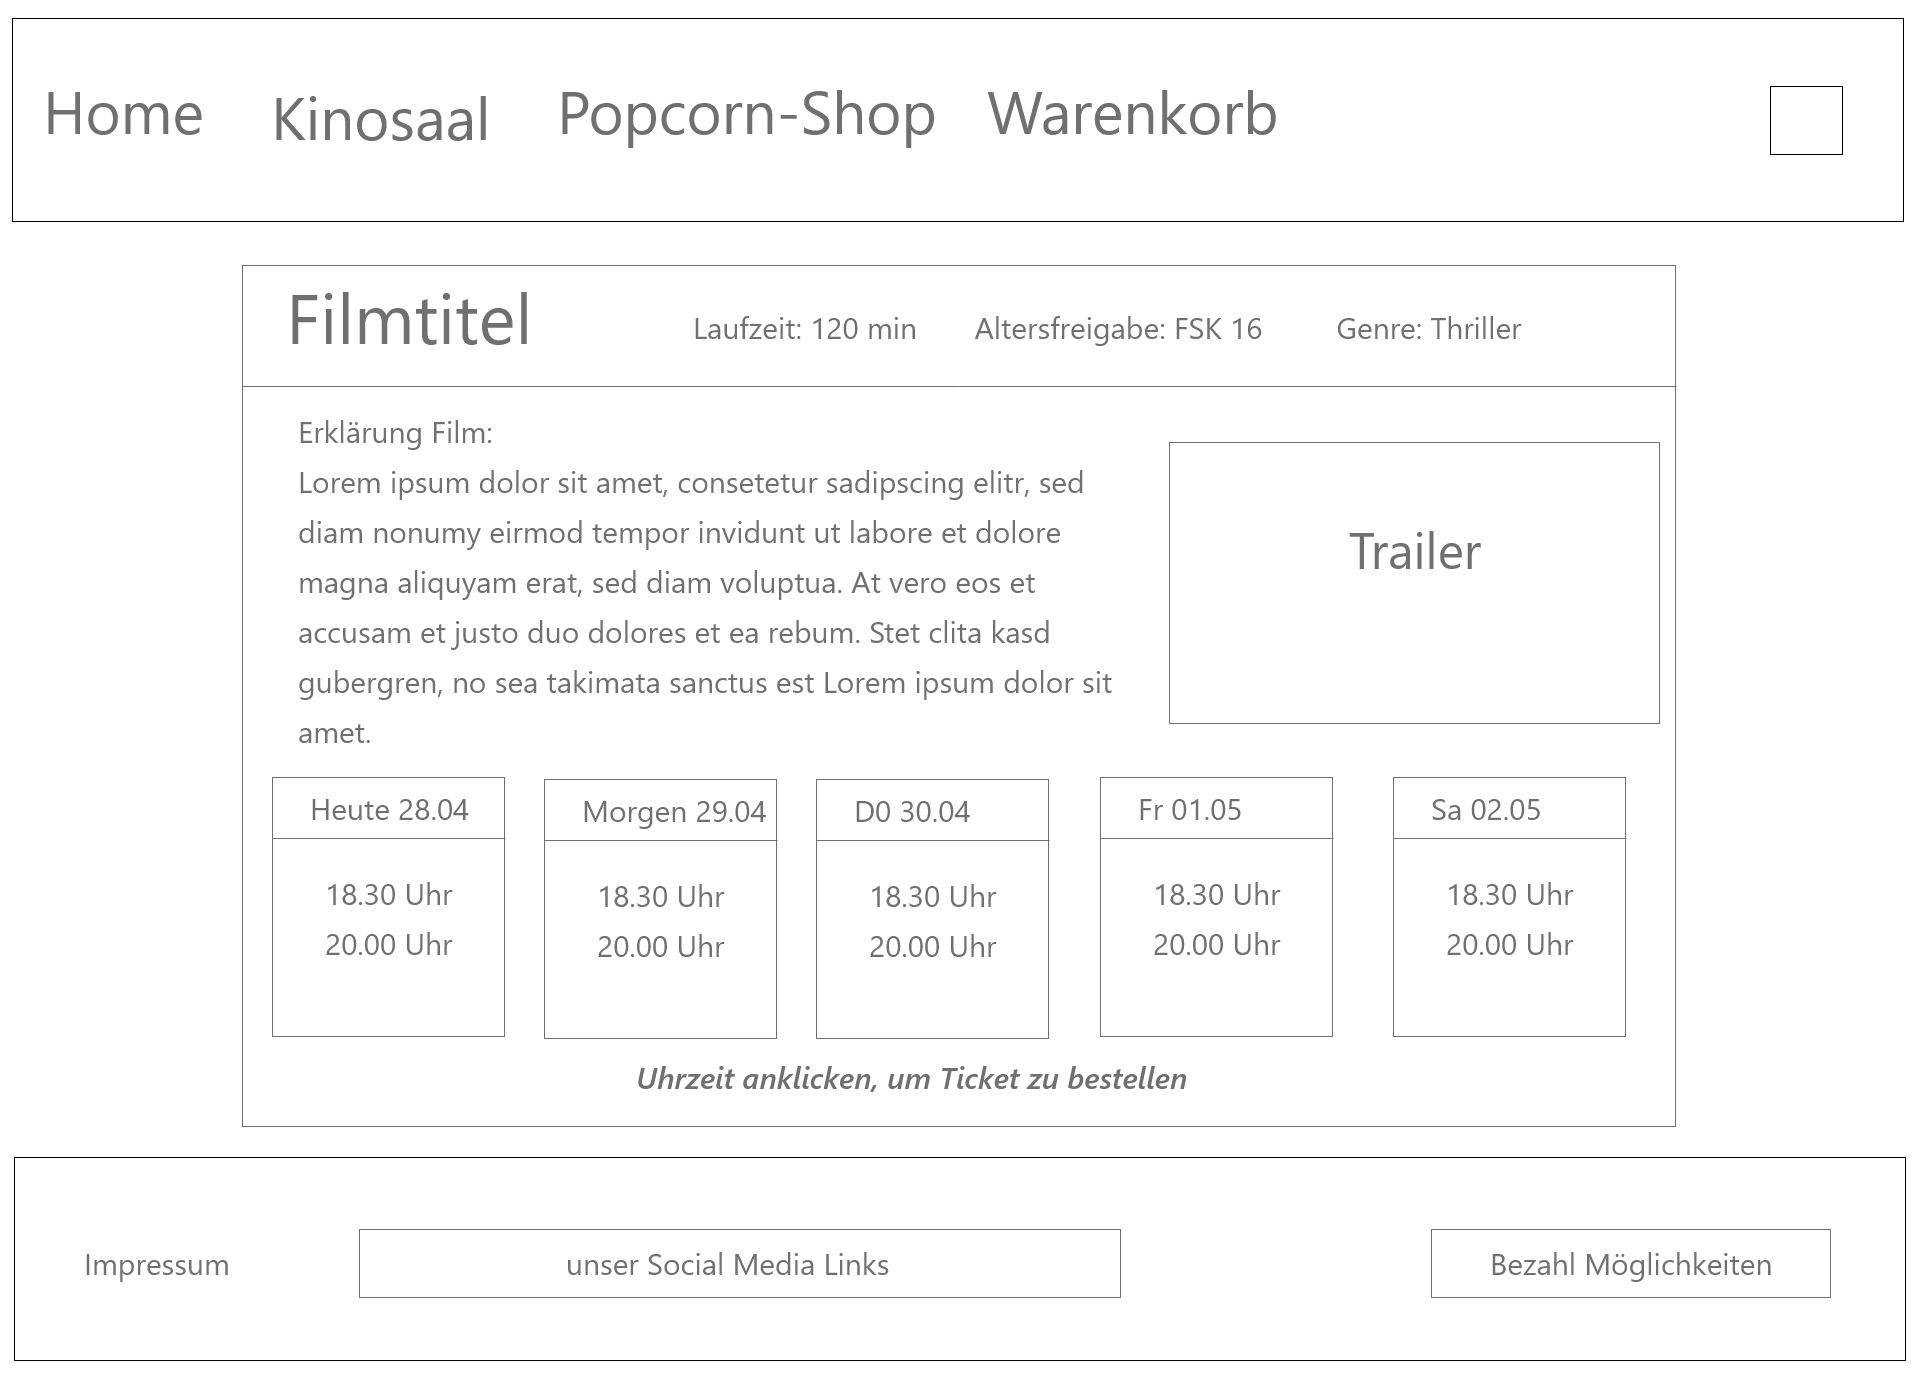 Home Kinosaal Popcorn-Shop Warenkorb
Filmtitel Laufzeit: 120 min Altersfreigabe: FSK 16 Genre: Thriller
Erklärung Film:
Lorem ipsum dolor sit amet, consetetur sadipscing elitr, sed
diam nonumy eirmod tempor invidunt ut labore et dolore
magna aliquyam erat, sed diam voluptua. At vero eos et
accusam et justo duo dolores et ea rebum. Stet clita kasd
gubergren, no sea takimata sanctus est Lorem ipsum dolor sit
amet.
Trailer
Heute 28.04
18.30 Uhr
20.00 Uhr
Morgen 29.04
18.30 Uhr
20.00 Uhr
D0 30.04
18.30 Uhr
20.00 Uhr
Fr 01.05
18.30 Uhr
20.00 Uhr
Sa 02.05
18.30 Uhr
20.00 Uhr
Uhrzeit anklicken, um Ticket zu bestellen
Impressum
unser Social Media Links
Bezahl Möglichkeiten